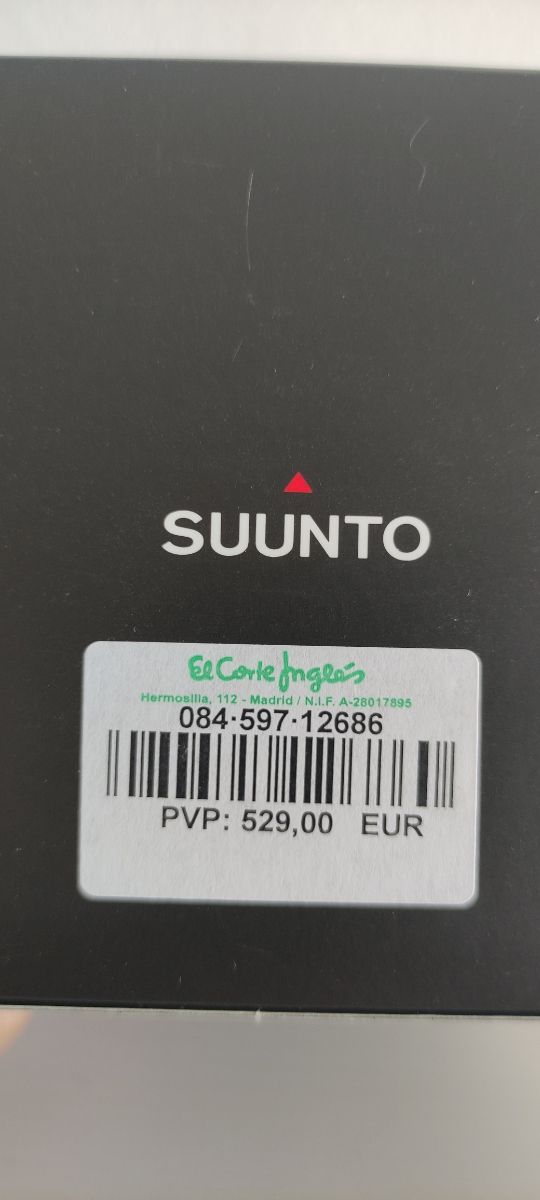 SUUNTO
El Corte Inglés
Hermosilla, 112 - Madrid / N.I.F. A-28017895
084·597·12686
PVP: 529,00 EUR